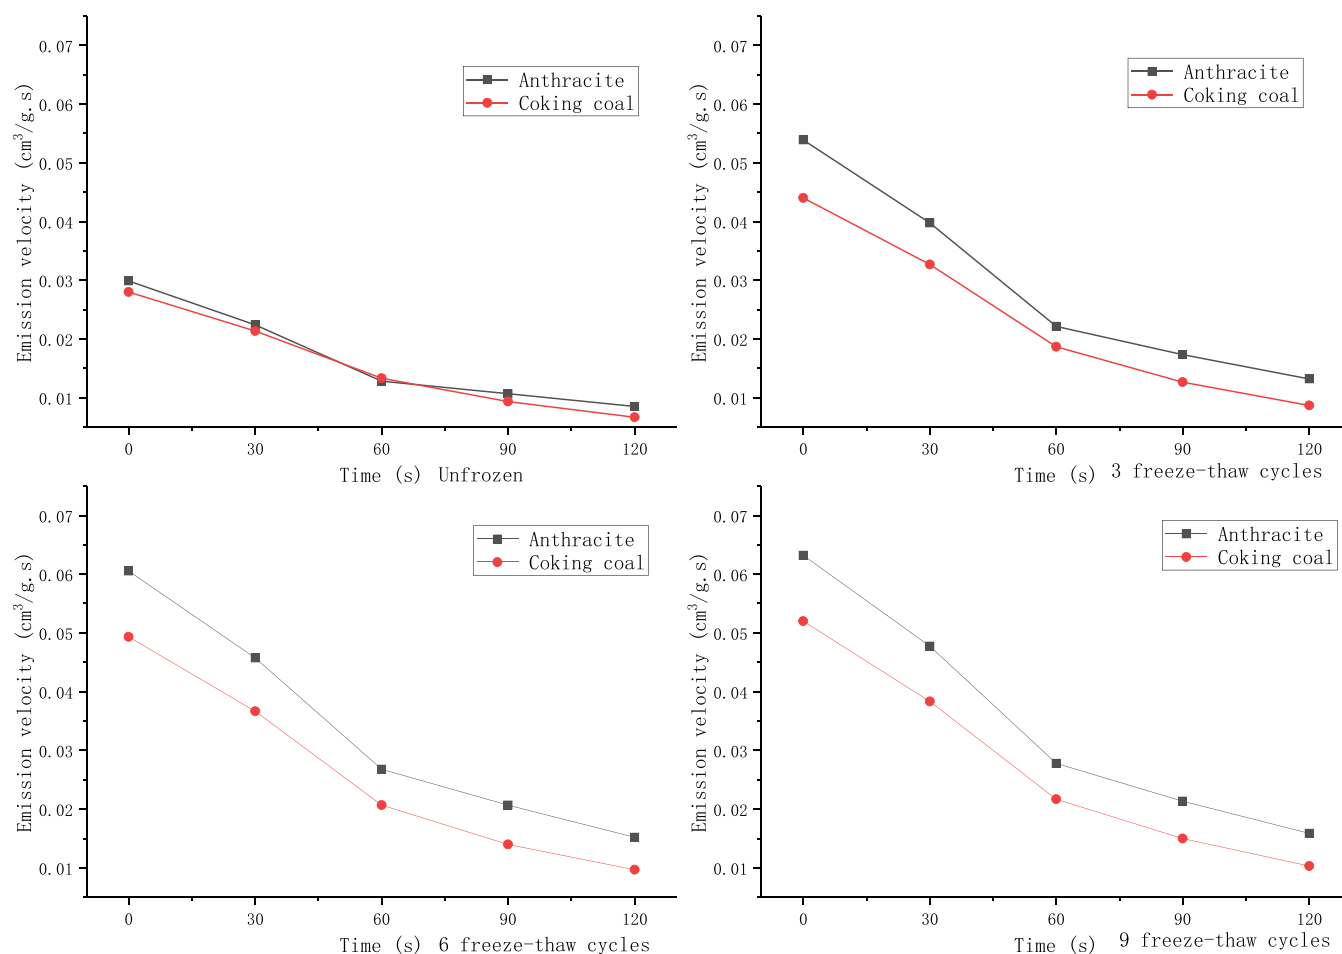 Emission velocity (cm³/g.s)
0.07
0.06
0.05
0.04
0.03
0.02
0.01
Anthracite
Coking coal
0 30 60 90 120
Time (s) Unfrozen
Emission velocity (cm³/g.s)
0.07
0.06
0.05
0.04
0.03
0.02
0.01
Anthracite
Coking coal
0 30 60 90 120
Time (s) 3 freeze-thaw cycles
Emission velocity (cm³/g.s)
0.07
0.06
0.05
0.04
0.03
0.02
0.01
Anthracite
Coking coal
0 30 60 90 120
Time (s) 6 freeze-thaw cycles
Emission velocity (cm³/g.s)
0.07
0.06
0.05
0.04
0.03
0.02
0.01
Anthracite
Coking coal
0 30 60 90 120
Time (s) 9 freeze-thaw cycles